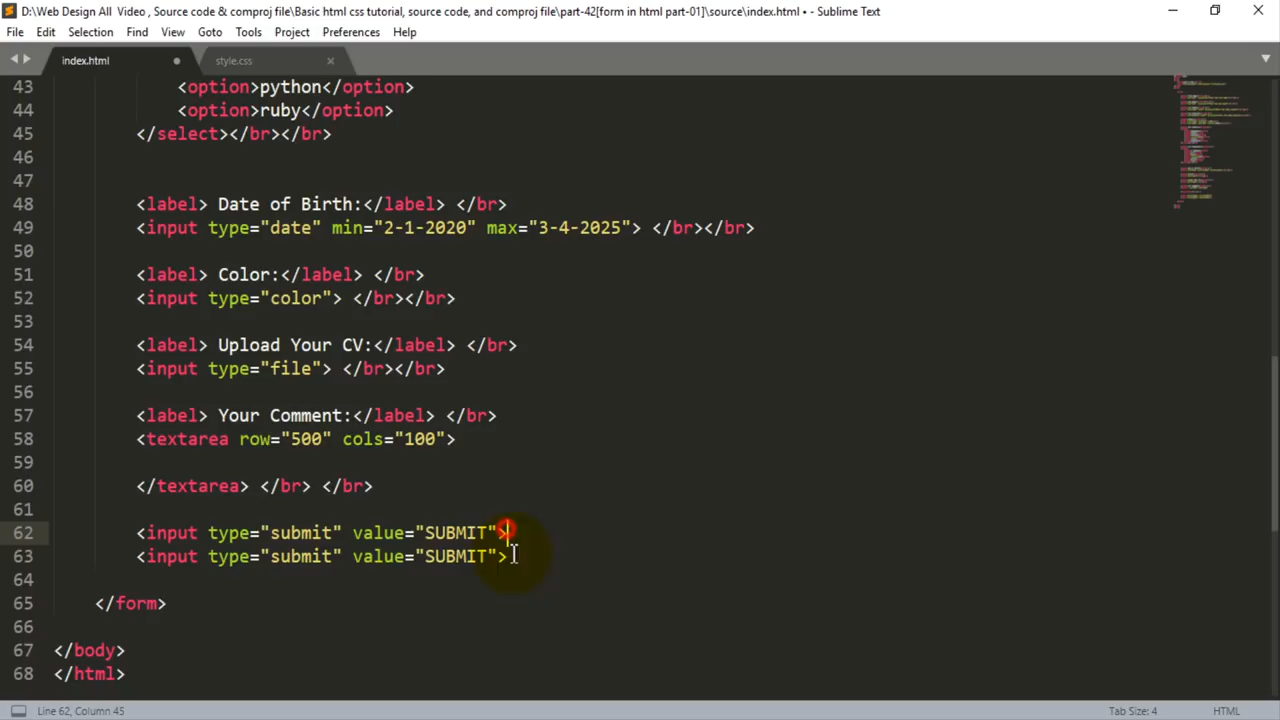 D:\Web Design All  Video , Source code & comproj file\Basic html css tutorial, source code, and comproj file\part-42[form in html part-01]\source\index.html • - Sublime Text
File Edit Selection Find View Goto Tools Project Preferences Help
index.html style.css
43 <option>python</option>
44 <option>ruby</option>
45 </select></br></br>
46
47
48 <label> Date of Birth:</label> </br>
49 <input type="date" min="2-1-2020" max="3-4-2025"> </br></br>
50
51 <label> Color:</label> </br>
52 <input type="color"> </br></br>
53
54 <label> Upload Your CV:</label> </br>
55 <input type="file"> </br></br>
56
57 <label> Your Comment:</label> </br>
58 <textarea row="500" cols="100">
59
60 </textarea> </br> </br>
61
62 <input type="submit" value="SUBMIT">
63 <input type="submit" value="SUBMIT">
64
65 </form>
66
67 </body>
68 </html>
Line 62, Column 45 Tab Size: 4 HTML